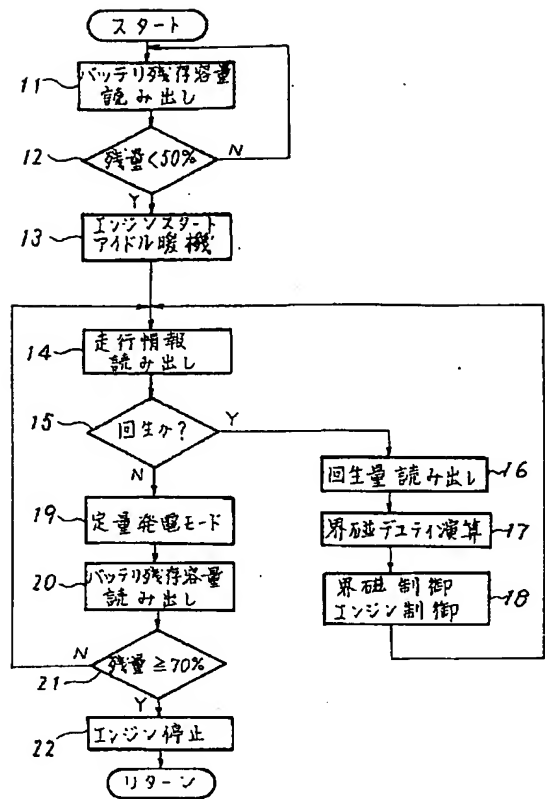 スタート
11
バッテリ残存容量
読み出し
12
残量<50%
N
Y
13
エンジンスタート
アイドル暖機
14
走行情報
読み出し
15
回生か?
Y
N
16
回生量読み出し
17
界磁デューティ演算
18
界磁制御
エンジン制御
19
定量発電モード
20
バッテリ残存容量
読み出し
21
残量≧70%
N
Y
22
エンジン停止
リターン